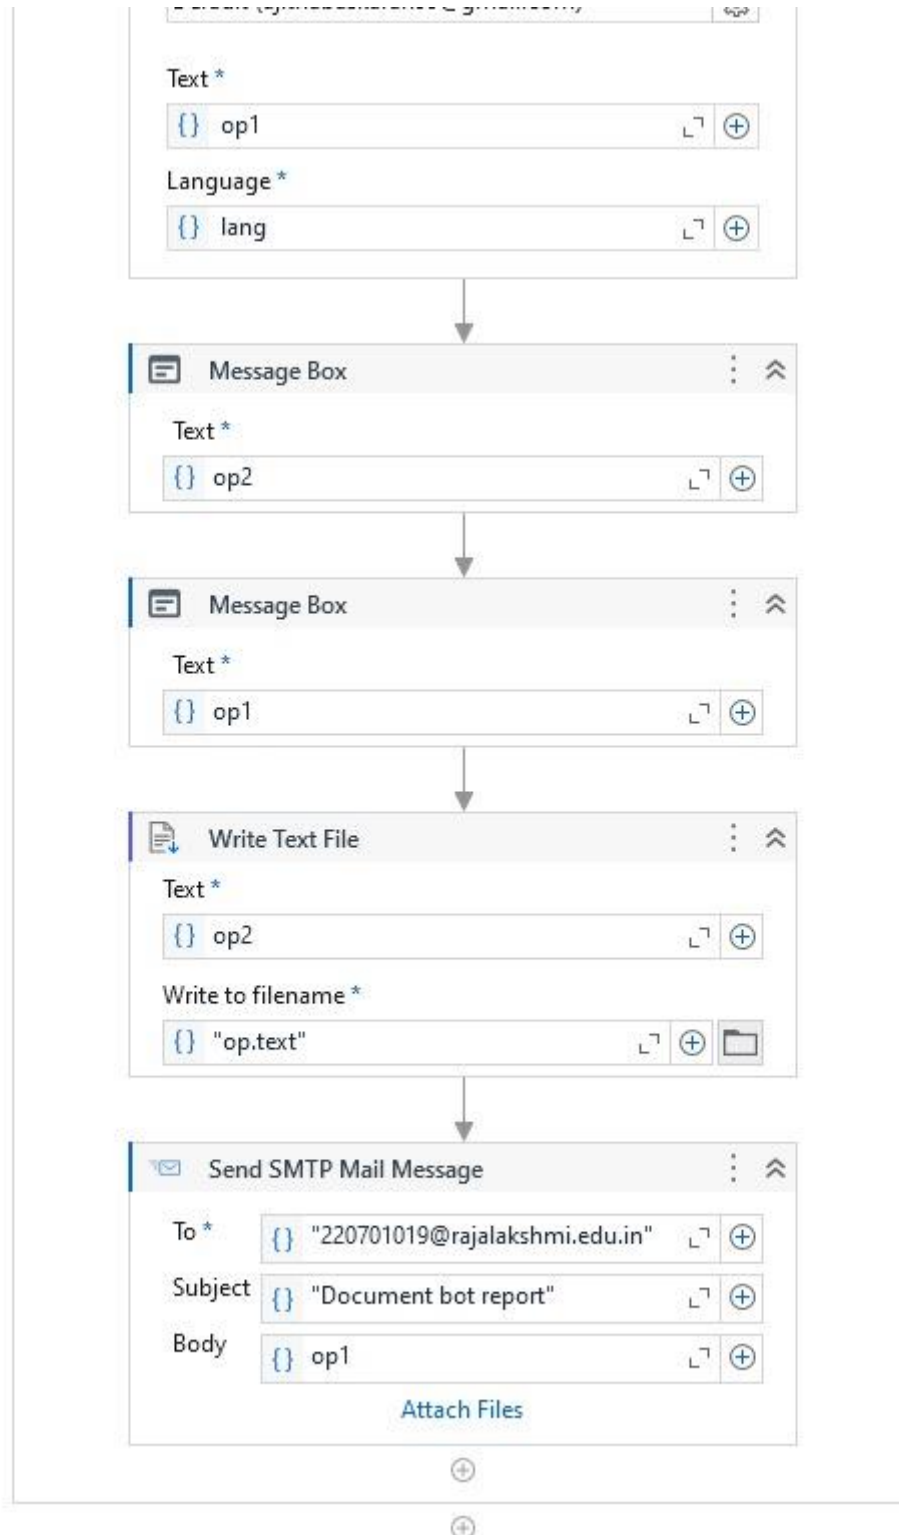 Text *
{} op1
Language *
{} lang
Message Box
Text *
{} op2
Message Box
Text *
{} op1
Write Text File
Text *
{} op2
Write to filename *
{} "op.text"
Send SMTP Mail Message
To * {} "220701019@rajalakshmi.edu.in"
Subject {} "Document bot report"
Body {} op1
Attach Files